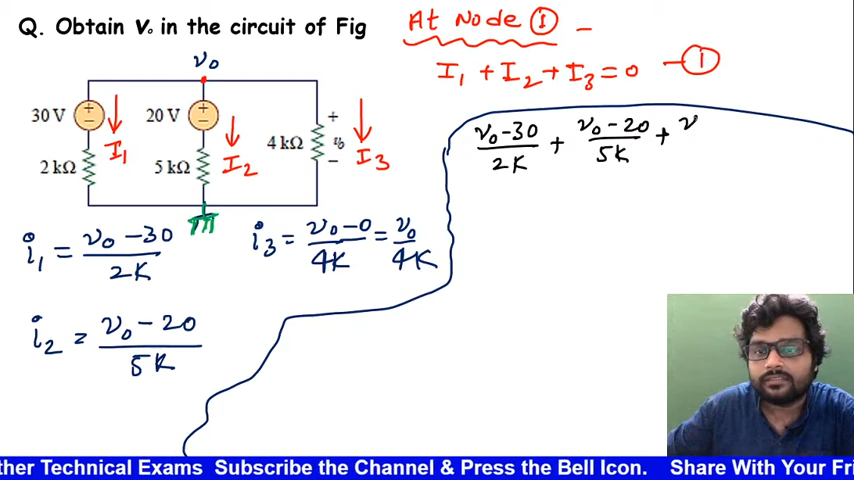 Q. Obtain v₀ in the circuit of Fig
At Node ① –
I₁ + I₂ + I₃ = 0 —①
v₀
30 V + –
20 V + –
4 kΩ
+ v₀ –
2 kΩ
5 kΩ
I₁
I₂
I₃
v₀-30/2K + v₀-20/5K + v
i₁ = v₀-30/2K
i₃ = v₀-0/4K = v₀/4K
i₂ = v₀-20/5K
ther Technical Exams Subscribe the Channel & Press the Bell Icon. Share With Your Fri